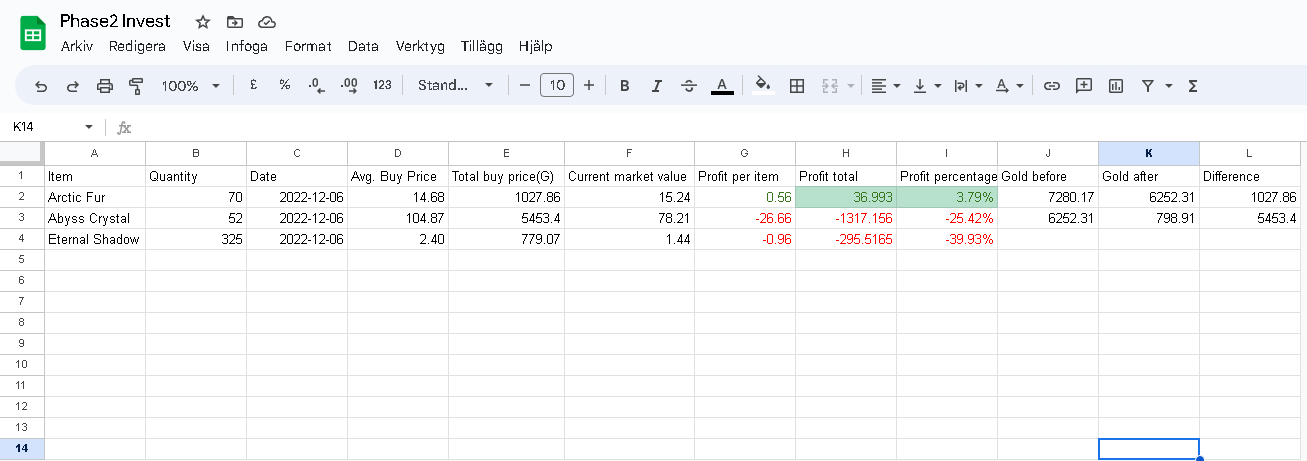 Phase2 Invest
Arkiv Redigera Visa Infoga Format Data Verktyg Tillägg Hjälp
100% £ % .0 .00 123 Stand... 10 B I A A Σ
K14 fx
A B C D E F G H I J K L
1 Item Quantity Date Avg. Buy Price Total buy price(G) Current market value Profit per item Profit total Profit percentage Gold before Gold after Difference
2 Arctic Fur 70 2022-12-06 14.68 1027.86 15.24 0.56 36.993 3.79% 7280.17 6252.31 1027.86
3 Abyss Crystal 52 2022-12-06 104.87 5453.4 78.21 -26.66 -1317.156 -25.42% 6252.31 798.91 5453.4
4 Eternal Shadow 325 2022-12-06 2.40 779.07 1.44 -0.96 -295.5165 -39.93%
5
6
7
8
9
10
11
12
13
14